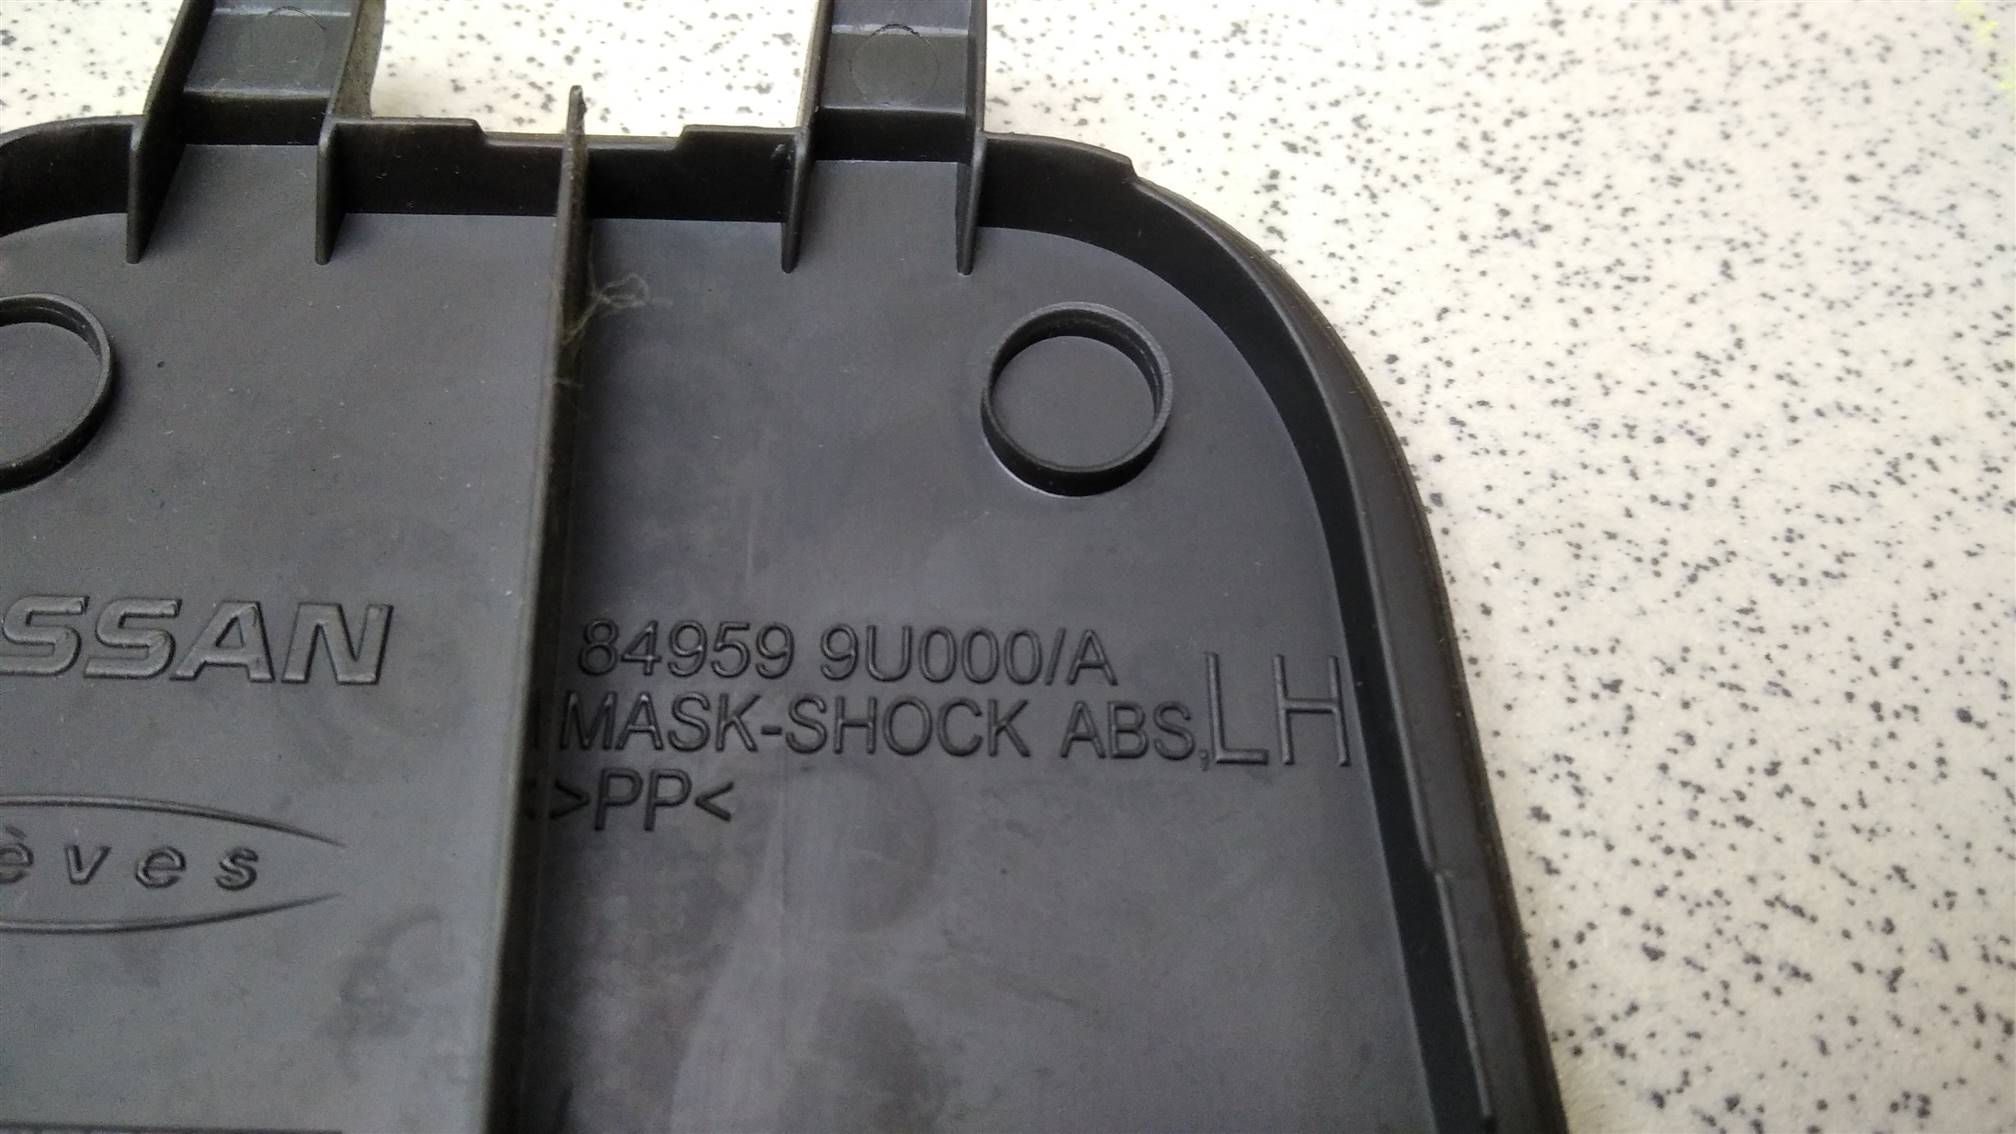 SSAN
84959 9U000/A
MASK-SHOCK ABS,LH
>PP<
èves